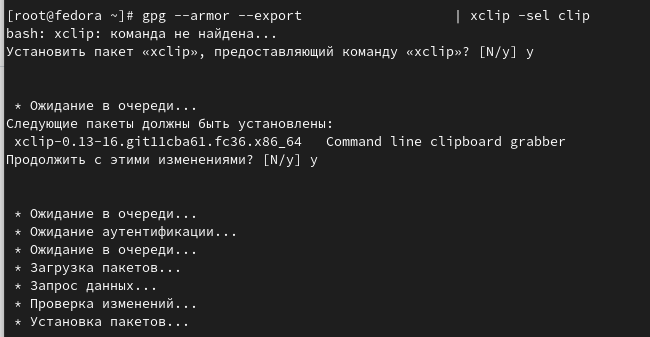 [root@fedora ~]# gpg --armor --export | xclip -sel clip
bash: xclip: команда не найдена...
Установить пакет «xclip», предоставляющий команду «xclip»? [N/y] y
* Ожидание в очереди...
Следующие пакеты должны быть установлены:
xclip-0.13-16.git11cba61.fc36.x86_64 Command line clipboard grabber
Продолжить с этими изменениями? [N/y] y
* Ожидание в очереди...
* Ожидание аутентификации...
* Ожидание в очереди...
* Загрузка пакетов...
* Запрос данных...
* Проверка изменений...
* Установка пакетов...